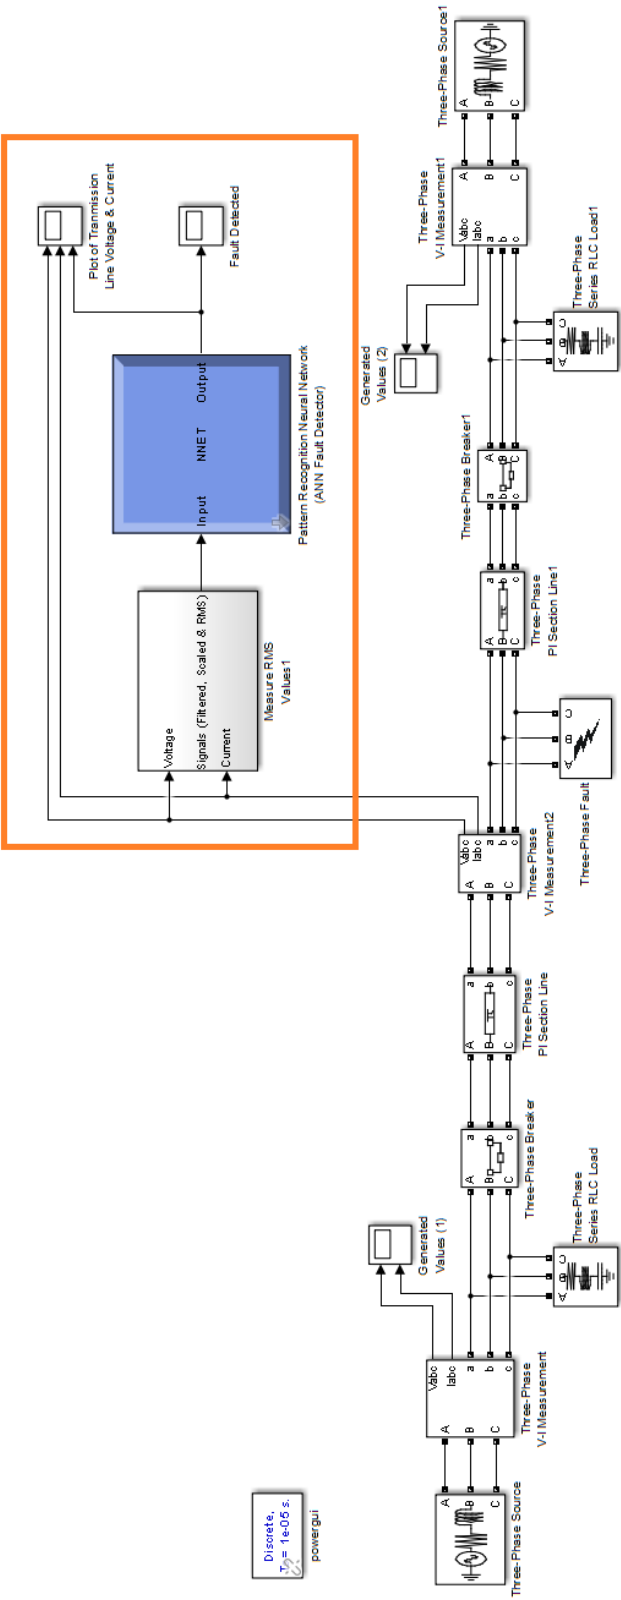 Discrete,
Ts = 1e-05 s.
powergui
Plot of Tranmission
Line Voltage & Current
Fault Detected
Input
NNET
Output
Pattern Recognition Neural Network
(ANN Fault Detector)
Voltage
Signals (Filtered, Scaled & RMS)
Current
Measure RMS
Values1
Generated
Values (1)
Generated
Values (2)
A
B
C
Three-Phase Source
A
B
C
Vabc
Iabc
a
b
c
Three-Phase
V-I Measurement
A
B
C
Three-Phase
Series RLC Load
A
B
C
a
b
c
Three-Phase Breaker
A
B
C
a
b
c
Three-Phase
PI Section Line
A
B
C
Vabc
Iabc
a
b
c
Three-Phase
V-I Measurement2
A
B
C
Three-Phase Fault
A
B
C
a
b
c
Three-Phase
PI Section Line1
a
b
c
A
B
C
Three-Phase Breaker1
A
B
C
Three-Phase
Series RLC Load1
Vabc
Iabc
a
b
c
A
B
C
Three-Phase
V-I Measurement1
A
B
C
Three-Phase Source1